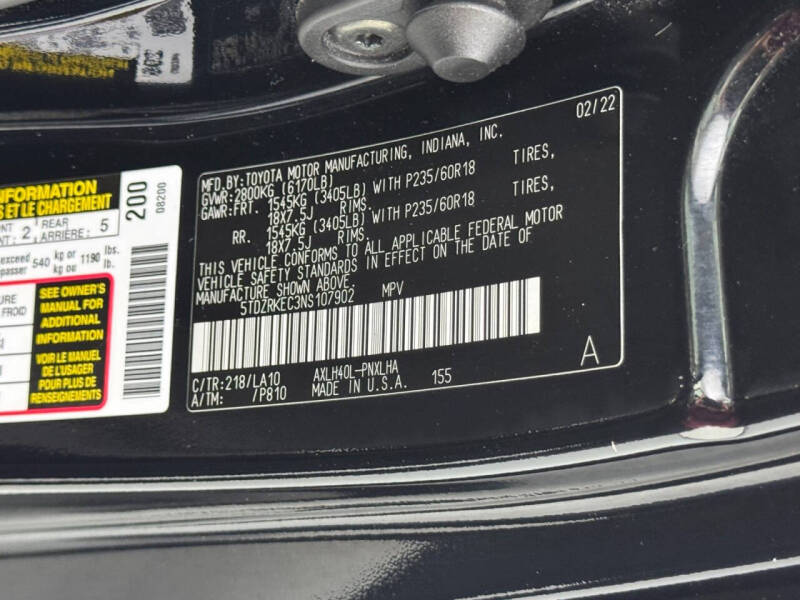 02/22
MFD.BY:TOYOTA MOTOR MANUFACTURING, INDIANA, INC.
GVWR:2800KG (6170LB)
GAWR:FRT. 1545KG (3405LB) WITH P235/60R18 TIRES,
18X7.5J RIMS.
RR. 1545KG (3405LB) WITH P235/60R18 TIRES,
18X7.5J RIMS.
THIS VEHICLE CONFORMS TO ALL APPLICABLE FEDERAL MOTOR
VEHICLE SAFETY STANDARDS IN EFFECT ON THE DATE OF
MANUFACTURE SHOWN ABOVE.
5TDZRKEC3NS107902 MPV
A
C/TR:218/LA10 AXLH40L-PNXLHA
A/TM: /P810 MADE IN U.S.A. 155
INFORMATION
ET LE CHARGEMENT
2 REAR
ARRIÈRE: 5
exceed 540 kg or 1190 lbs.
kg ou lb.
FROID
SEE OWNER'S
MANUAL FOR
ADDITIONAL
INFORMATION
VOIR LE MANUEL
DE L'USAGER
POUR PLUS DE
RENSEIGNEMENTS
200
08200